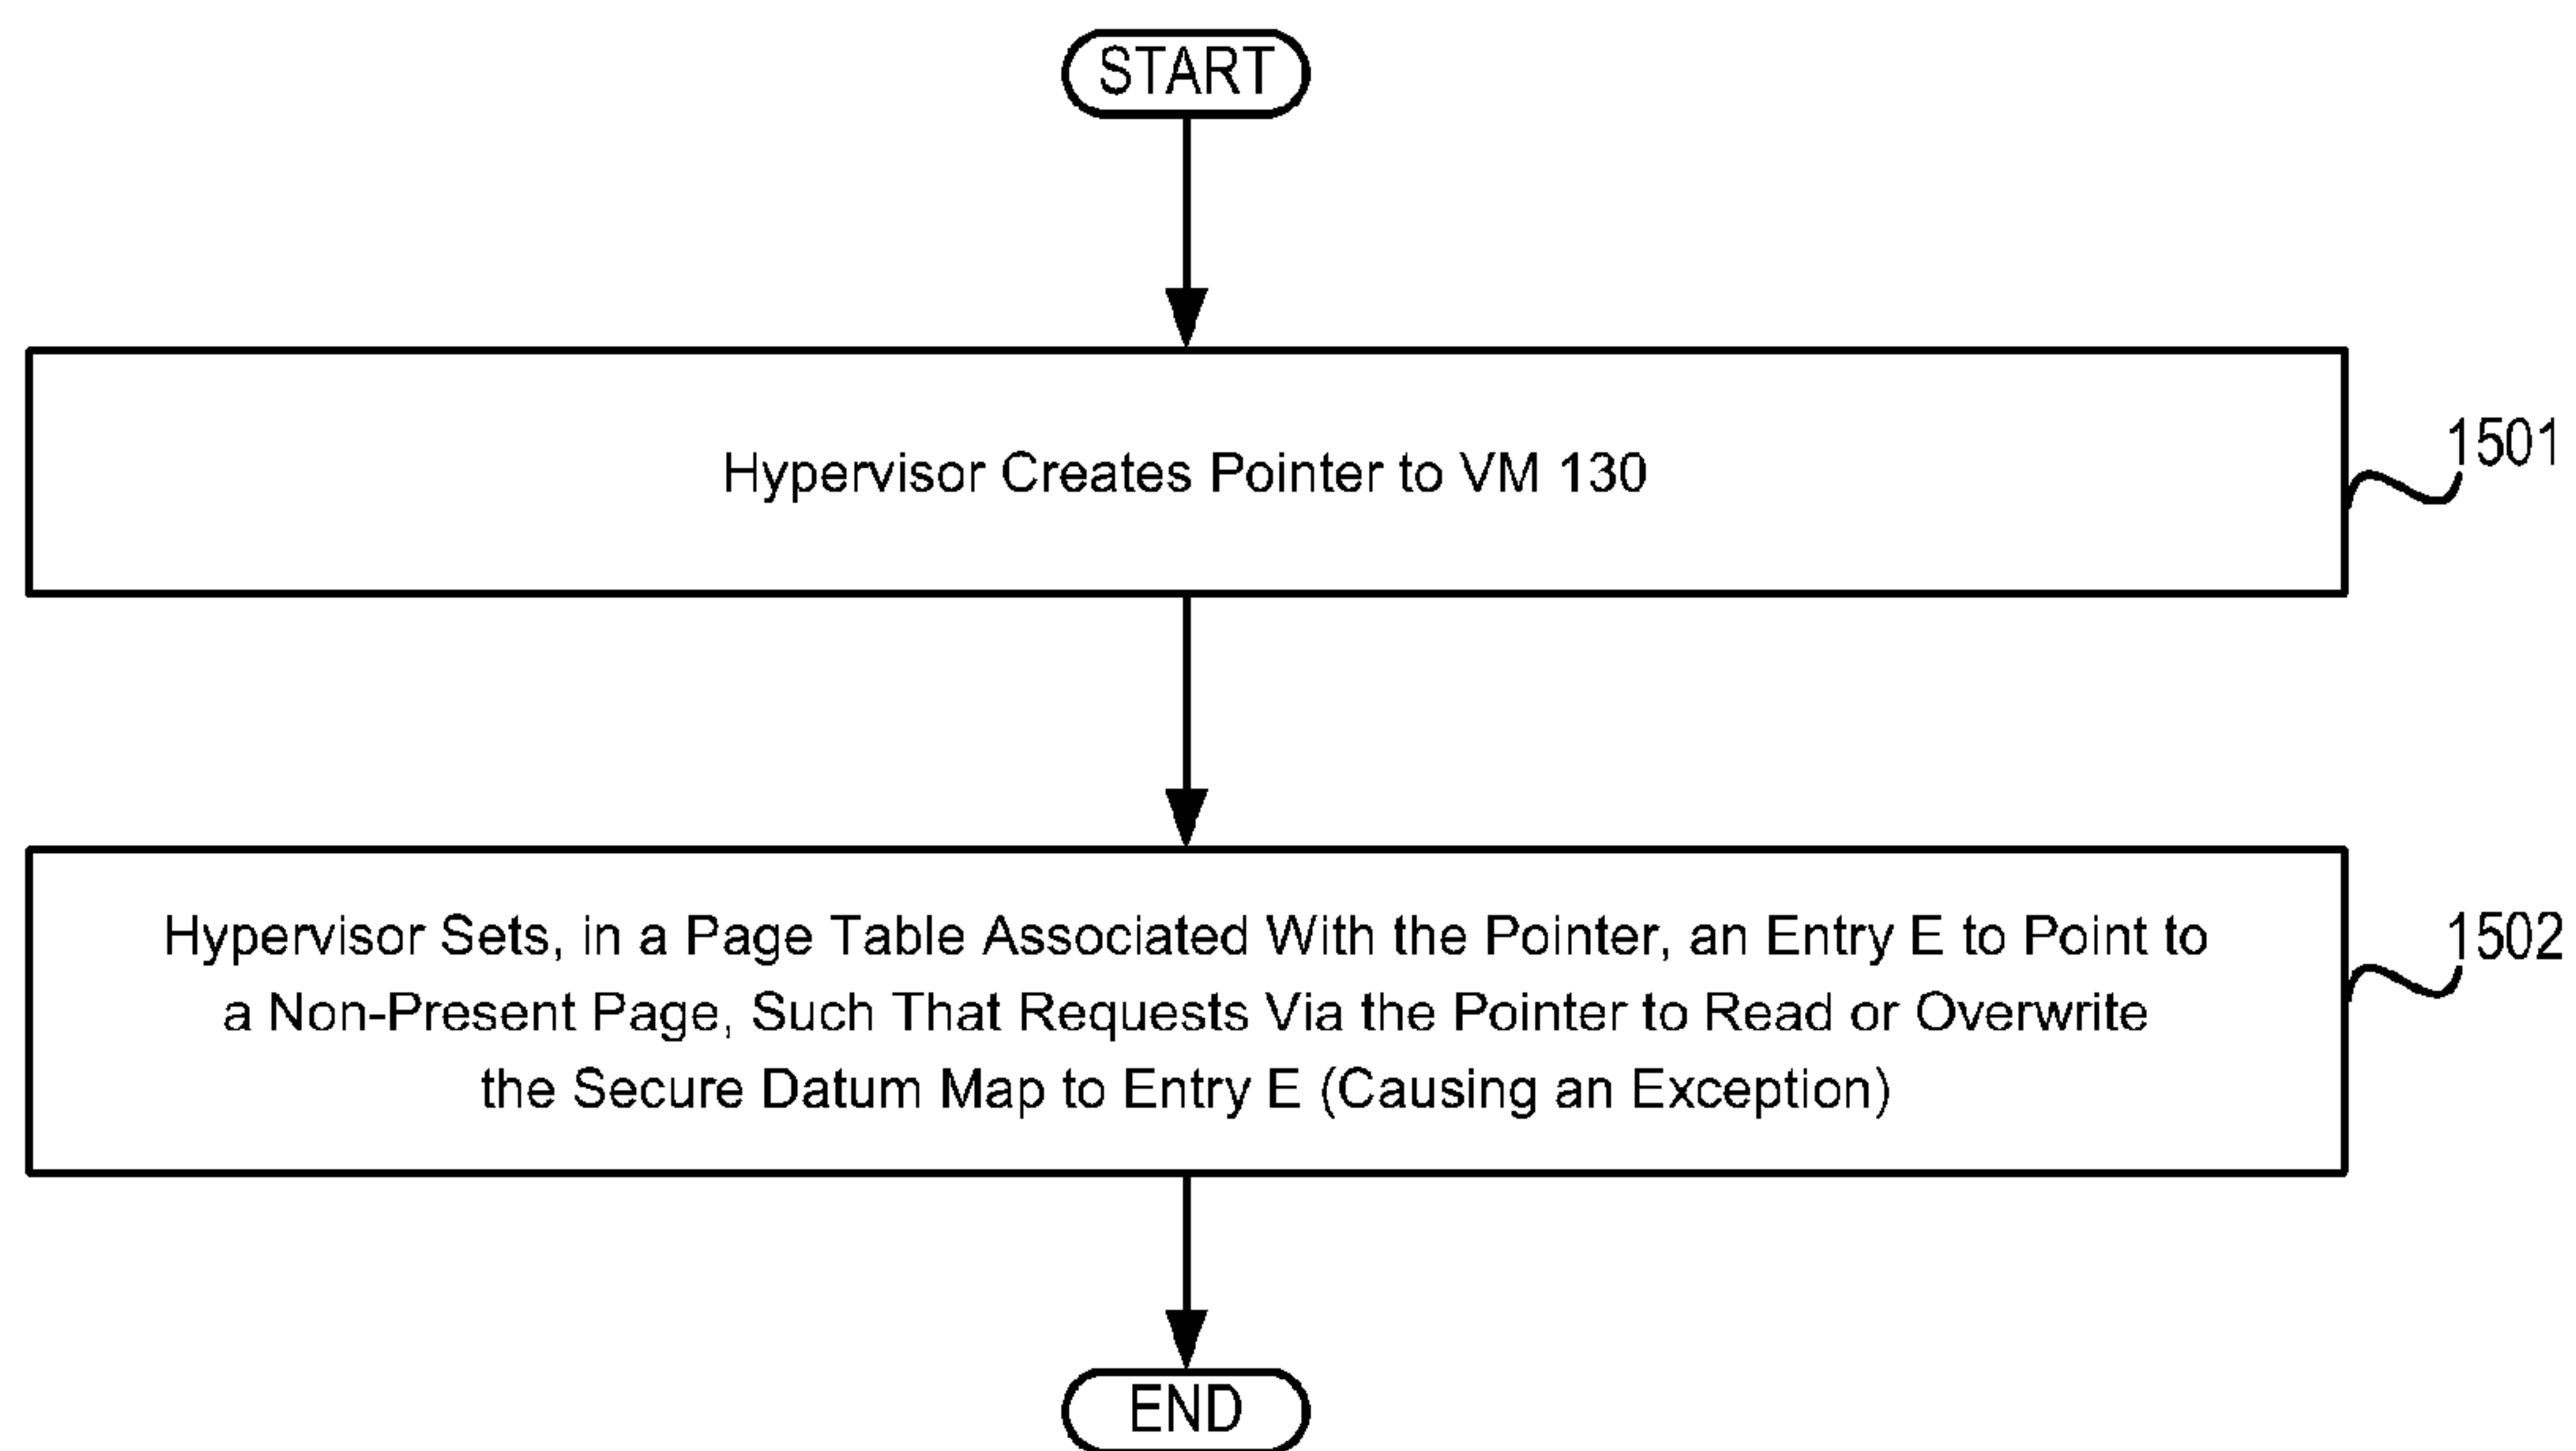 START
Hypervisor Creates Pointer to VM 130
1501
Hypervisor Sets, in a Page Table Associated With the Pointer, an Entry E to Point to
a Non-Present Page, Such That Requests Via the Pointer to Read or Overwrite
the Secure Datum Map to Entry E (Causing an Exception)
1502
END